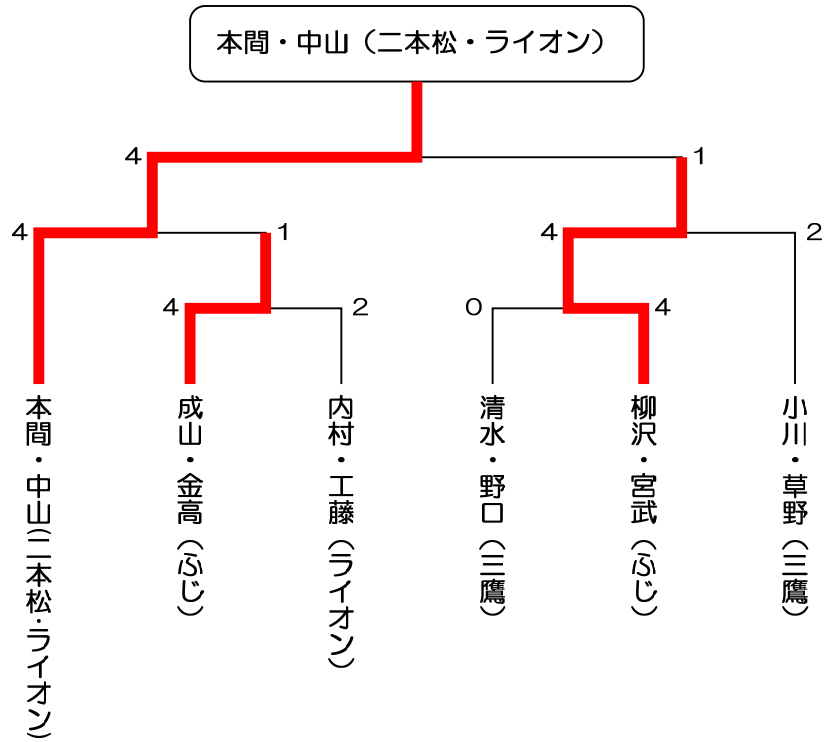 本間・中山（二本松・ライオン）
4
1
4
1
4
2
4
2
0
4
本間・中山（二本松・ライオン）
成山・金高（ふじ）
内村・工藤（ライオン）
清水・野口（三鷹）
柳沢・宮武（ふじ）
小川・草野（三鷹）